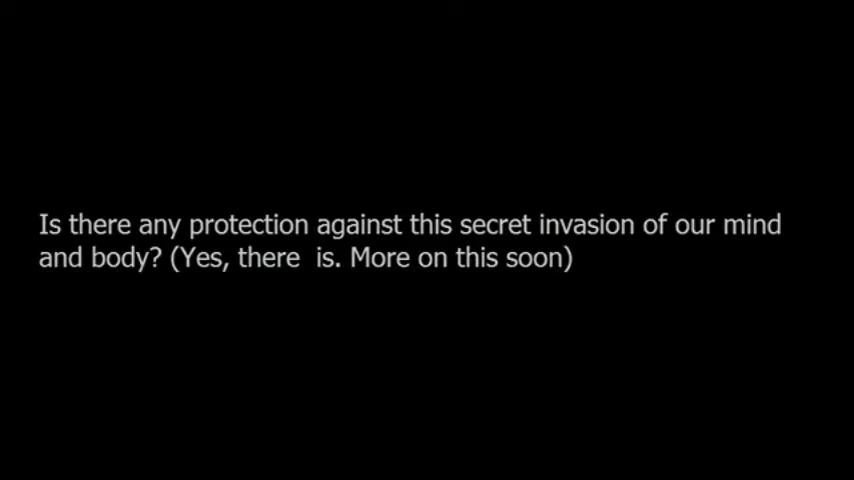 Is there any protection against this secret invasion of our mind
and body? (Yes, there  is. More on this soon)